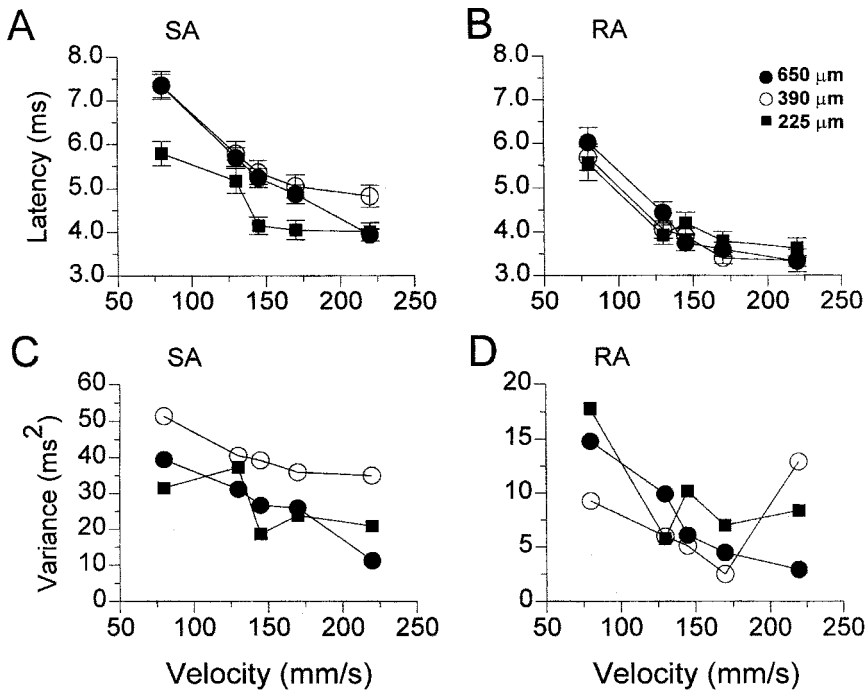 A SA
8.0
7.0
6.0
5.0
4.0
3.0
Latency (ms)
50 100 150 200 250
B RA
8.0
7.0
6.0
5.0
4.0
3.0
50 100 150 200 250
650 μm
390 μm
225 μm
C SA
60
50
40
30
20
10
0
Variance (ms²)
50 100 150 200 250
Velocity (mm/s)
D RA
20
15
10
5
0
50 100 150 200 250
Velocity (mm/s)